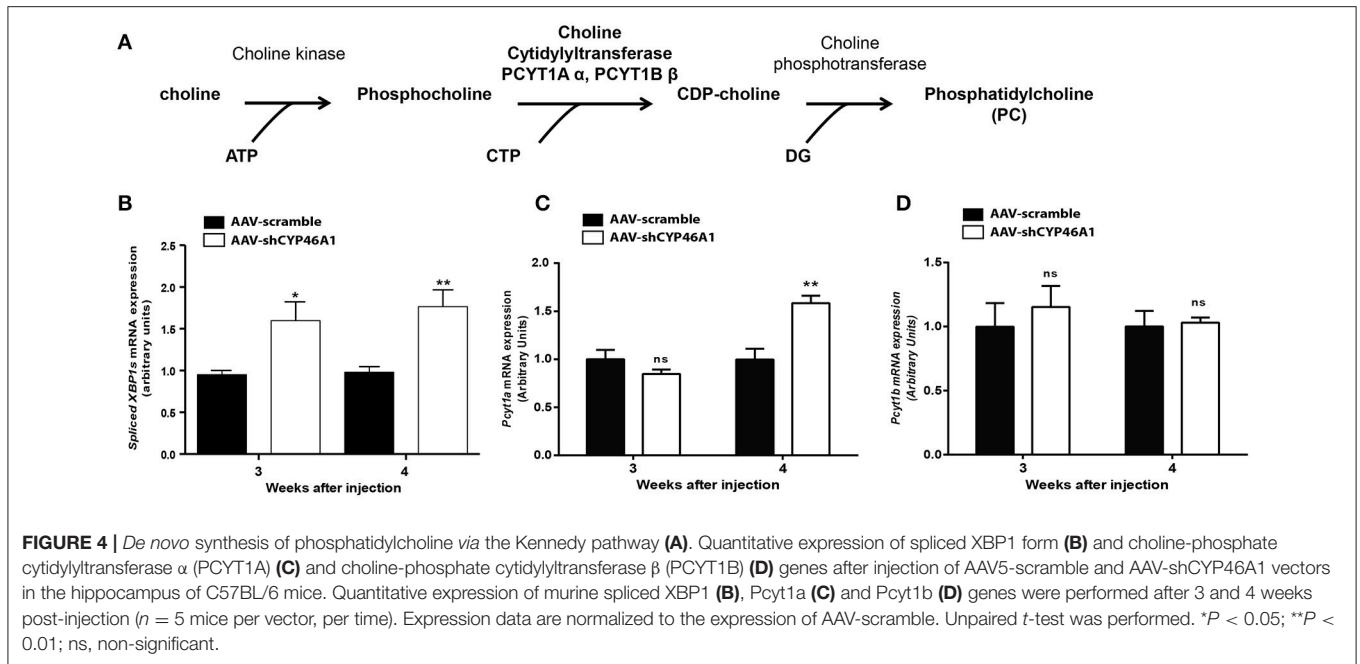 A
Choline kinase
Choline
Cytidylyltransferase
PCYT1A α, PCYT1B β
Choline
phosphotransferase
choline
Phosphocholine
CDP-choline
Phosphatidylcholine
(PC)
ATP
CTP
DG
B
AAV-scramble
AAV-shCYP46A1
Spliced XBP1s mRNA expression
(arbitrary units)
2.5
2.0
1.5
1.0
0.5
0.0
*
**
3
4
Weeks after injection
C
AAV-scramble
AAV-shCYP46A1
Pcyt1a mRNA expression
(Arbitrary Units)
2.0
1.5
1.0
0.5
0.0
ns
**
3
4
Weeks after injection
D
AAV-scramble
AAV-shCYP46A1
Pcyt1b mRNA expression
(Arbitrary Units)
1.5
1.0
0.5
0.0
ns
ns
3
4
Weeks after injection
FIGURE 4 | De novo synthesis of phosphatidylcholine via the Kennedy pathway (A). Quantitative expression of spliced XBP1 form (B) and choline-phosphate
cytidylyltransferase α (PCYT1A) (C) and choline-phosphate cytidylyltransferase β (PCYT1B) (D) genes after injection of AAV5-scramble and AAV-shCYP46A1 vectors
in the hippocampus of C57BL/6 mice. Quantitative expression of murine spliced XBP1 (B), Pcyt1a (C) and Pcyt1b (D) genes were performed after 3 and 4 weeks
post-injection (n = 5 mice per vector, per time). Expression data are normalized to the expression of AAV-scramble. Unpaired t-test was performed. *P < 0.05; **P <
0.01; ns, non-significant.